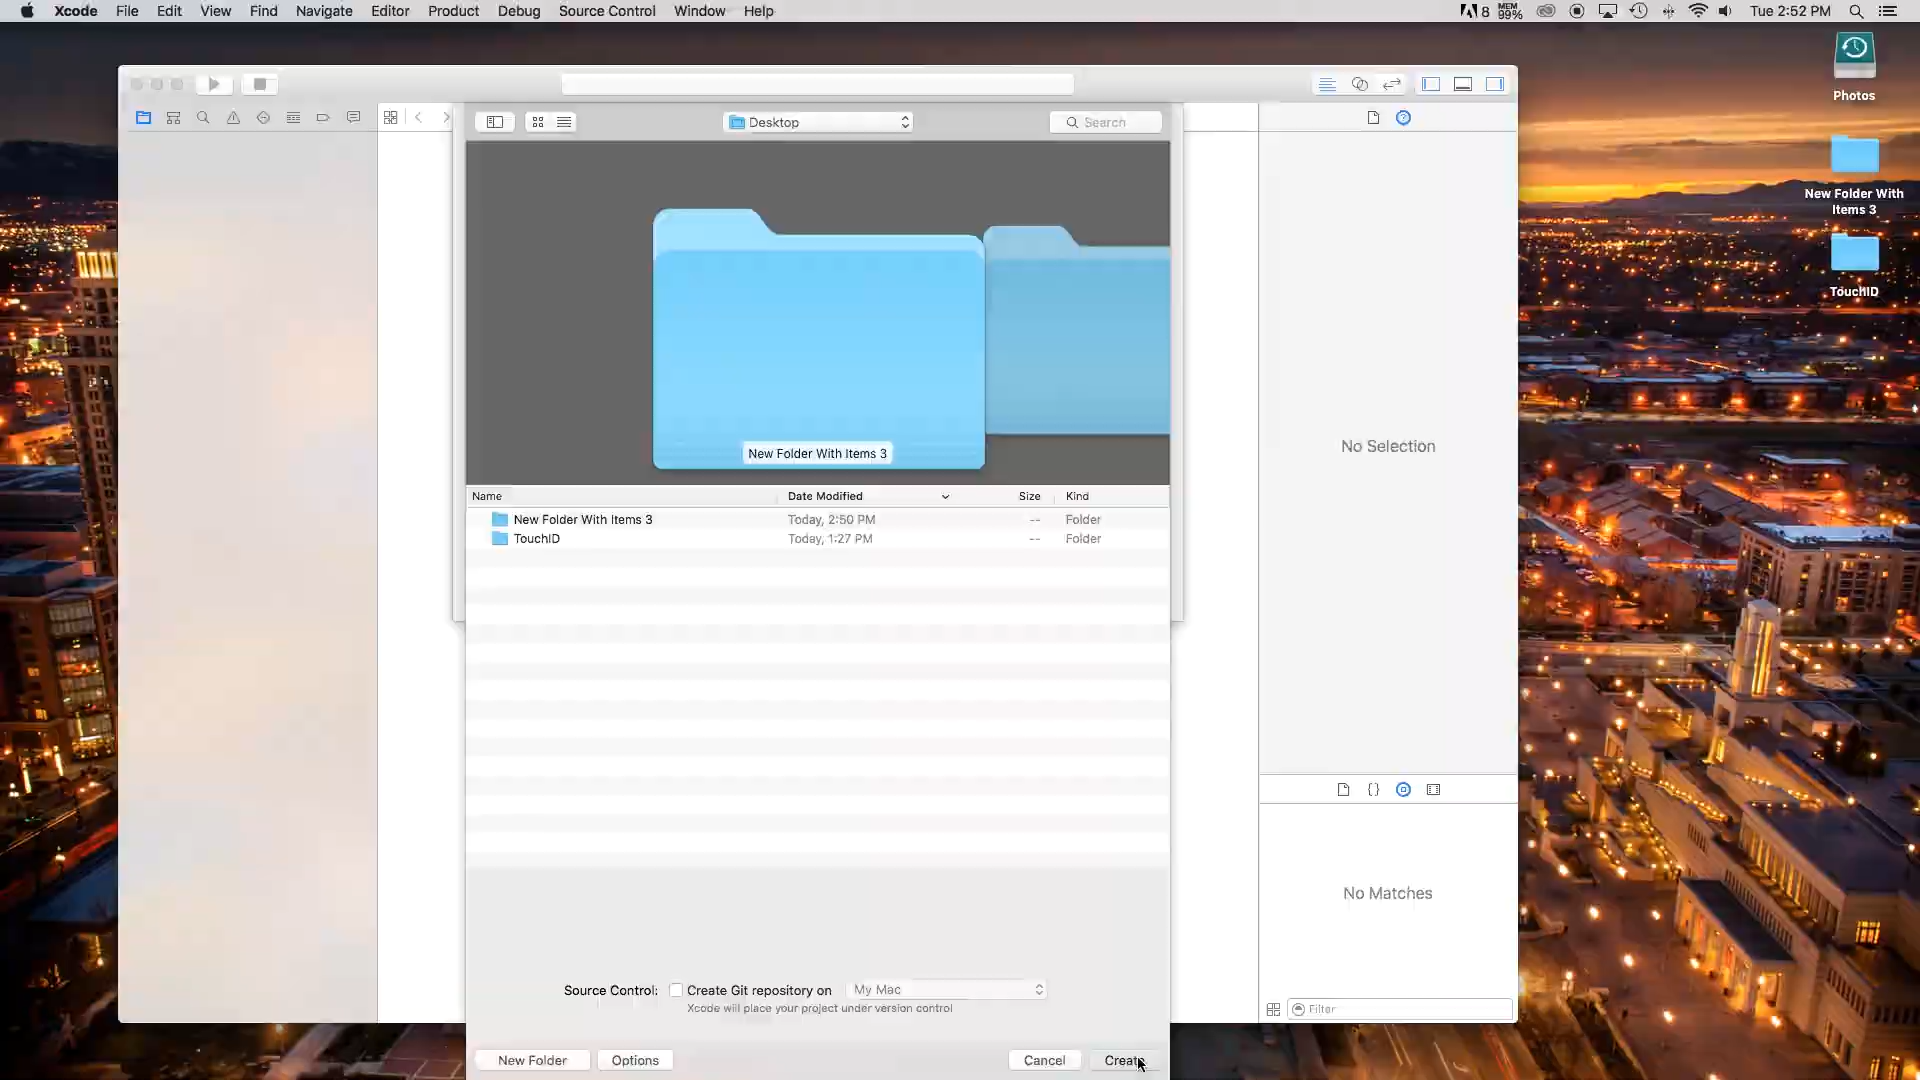 Xcode File Edit View Find Navigate Editor Product Debug Source Control Window Help
8 MEM 99% Tue 2:52 PM
Photos
New Folder With Items 3
TouchID
Desktop
Search
New Folder With Items 3
Name Date Modified Size Kind
New Folder With Items 3 Today, 2:50 PM -- Folder
TouchID Today, 1:27 PM -- Folder
No Selection
No Matches
Filter
Source Control: Create Git repository on My Mac
Xcode will place your project under version control
New Folder Options Cancel Create